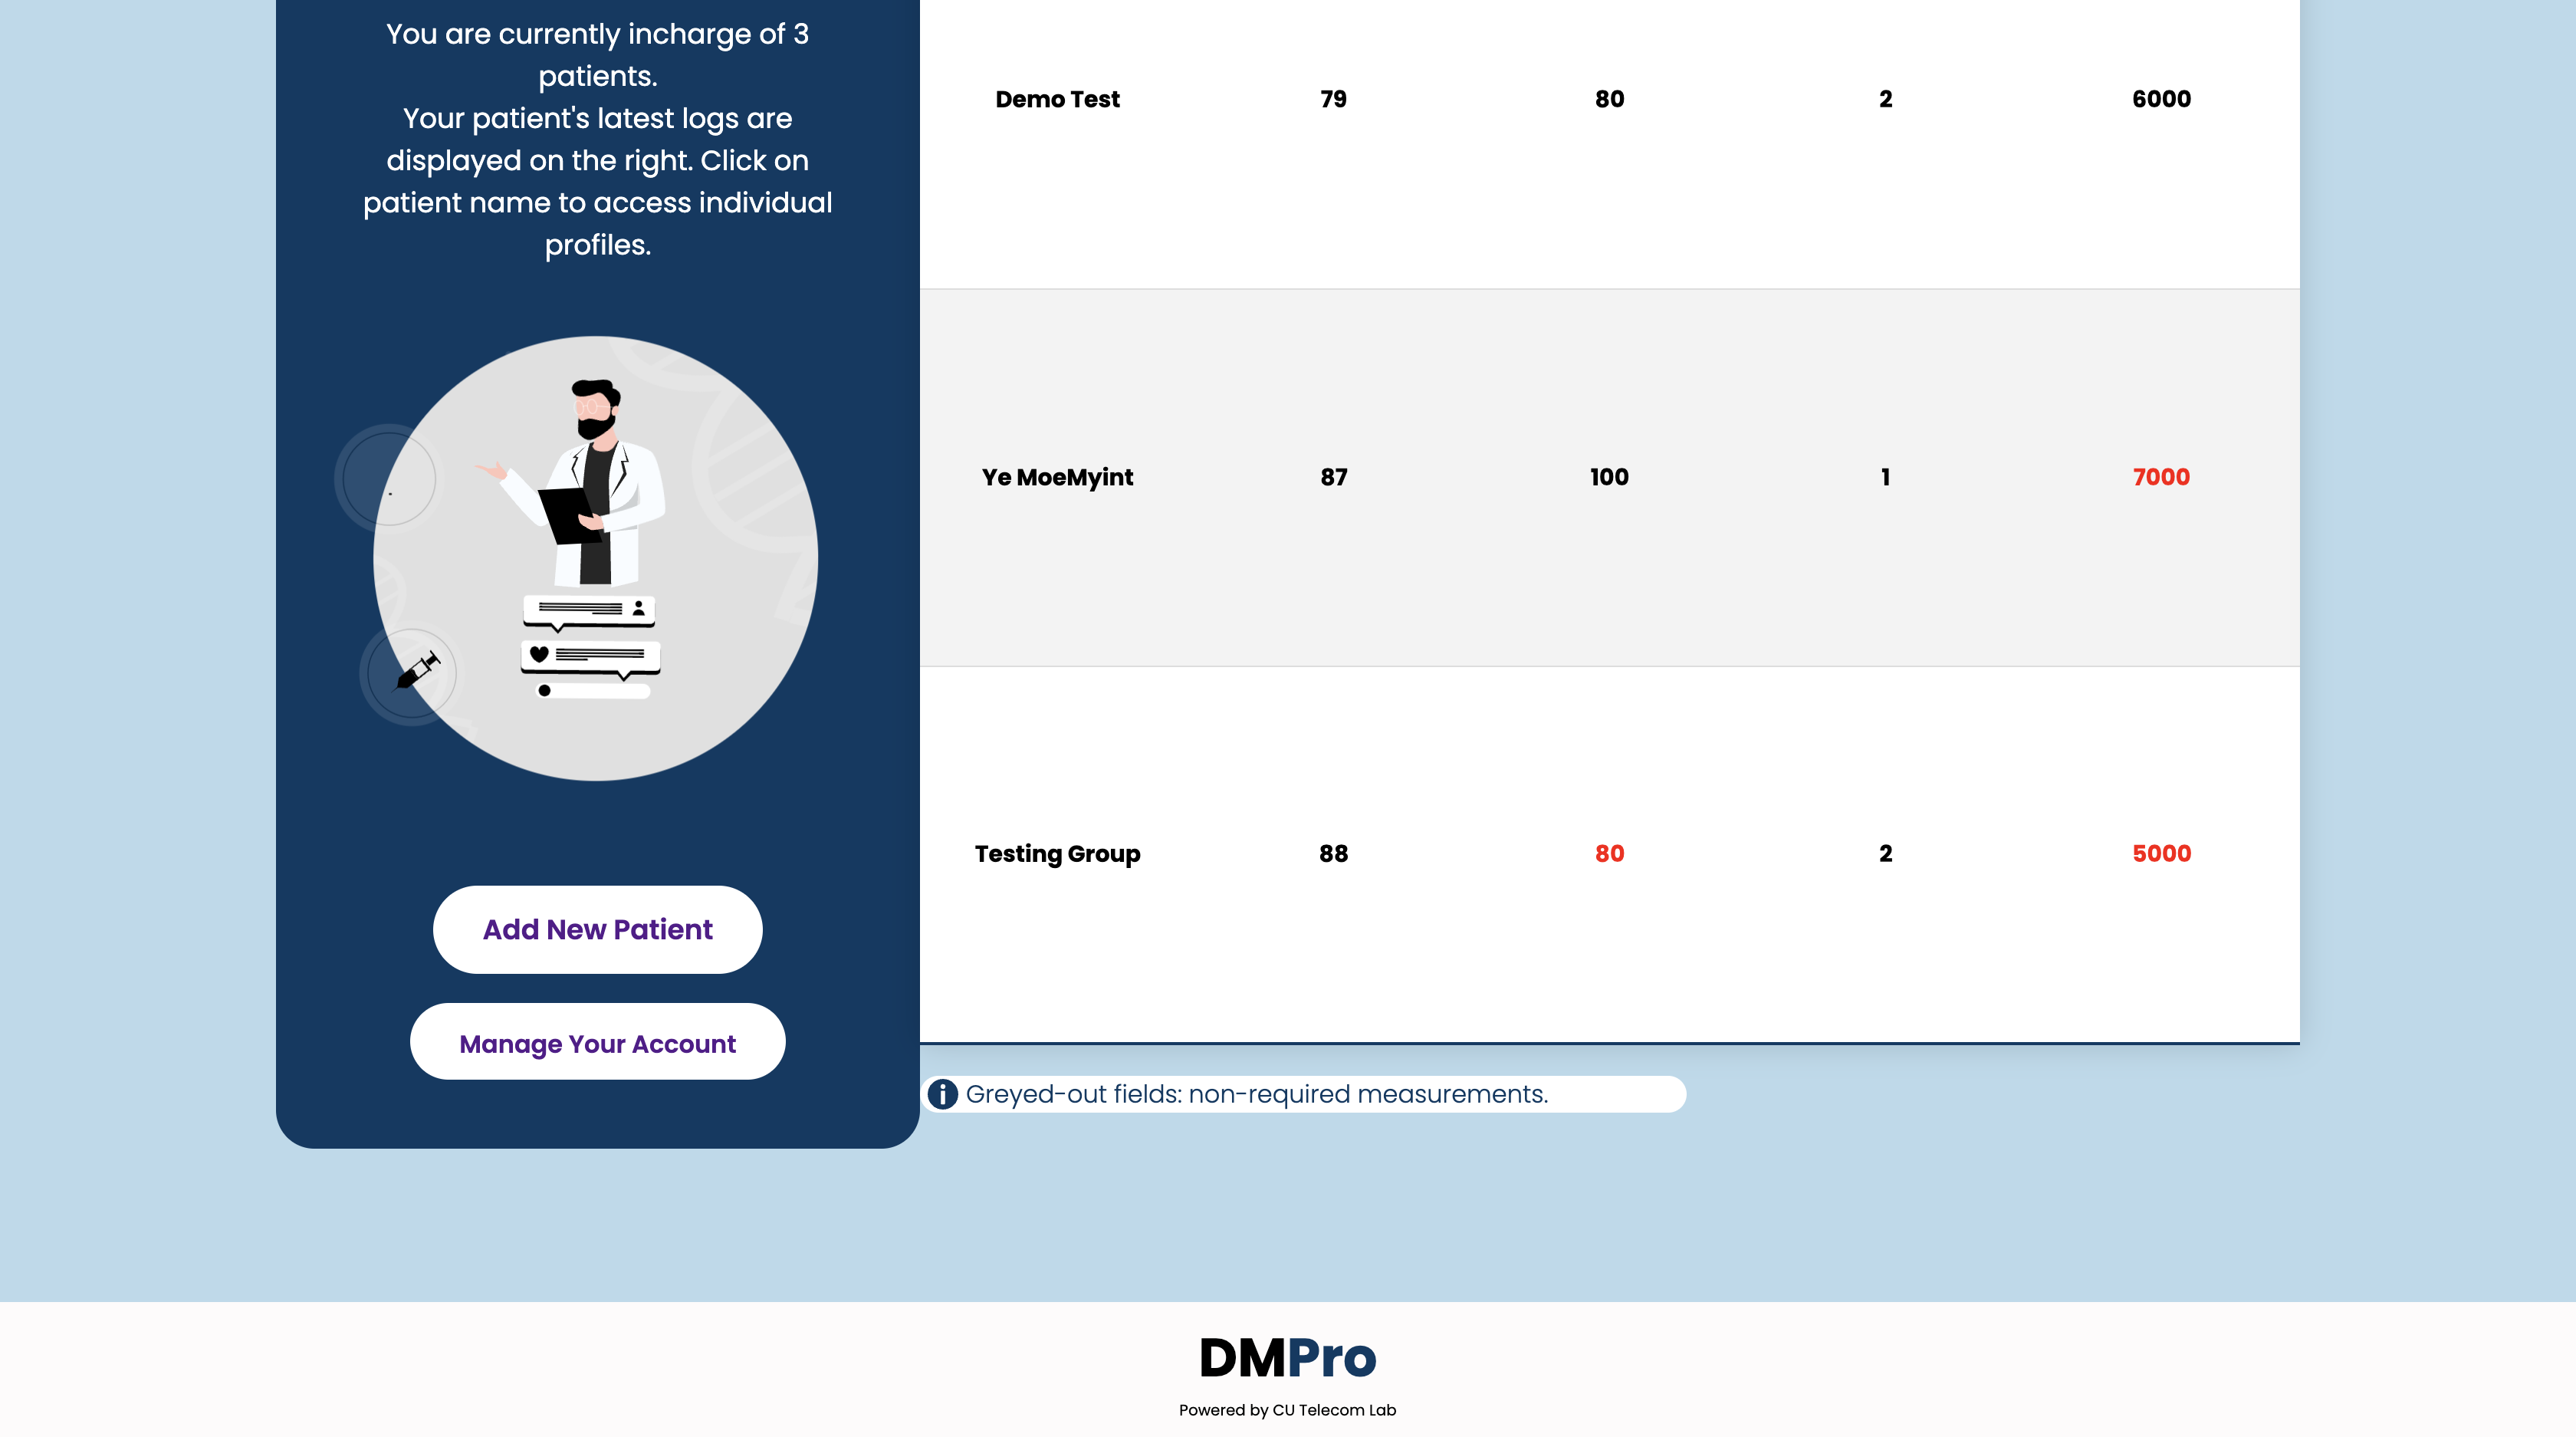 You are currently incharge of 3
patients.
Your patient's latest logs are
displayed on the right. Click on
patient name to access individual
profiles.
Add New Patient
Manage Your Account
Demo Test 79 80 2 6000
Ye MoeMyint 87 100 1 7000
Testing Group 88 80 2 5000
Greyed-out fields: non-required measurements.
DMPro
Powered by CU Telecom Lab